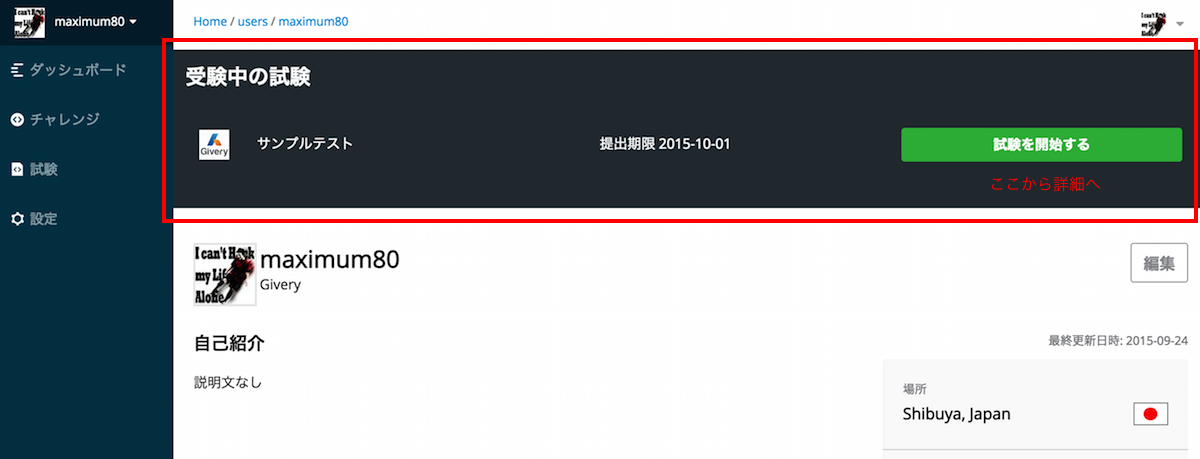 maximum80
Home / users / maximum80
ダッシュボード
チャレンジ
試験
設定
受験中の試験
Givery
サンプルテスト
提出期限 2015-10-01
試験を開始する
ここから詳細へ
I can't Hack
my Life
Alone
maximum80
Givery
編集
自己紹介
最終更新日時: 2015-09-24
説明文なし
場所
Shibuya, Japan